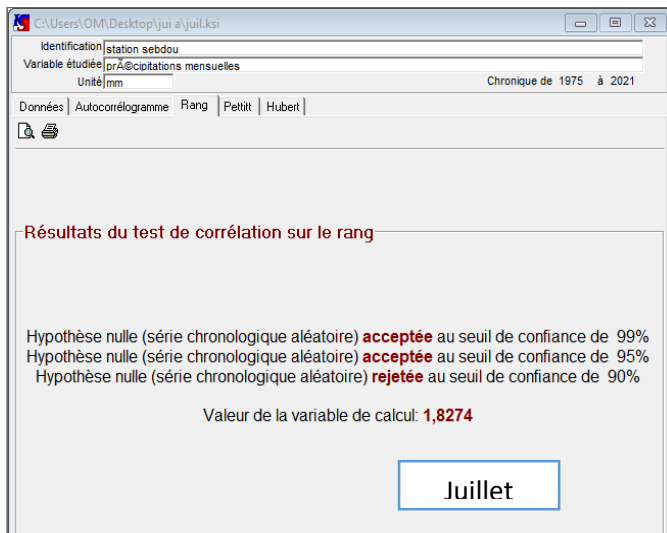 C:\Users\OM\Desktop\jui a\juil.ksi
Identification station sebdou
Variable étudiée prÃ©cipitations mensuelles
Unité mm Chronique de 1975 à 2021
Données Autocorrélogramme Rang Pettitt Hubert
Résultats du test de corrélation sur le rang
Hypothèse nulle (série chronologique aléatoire) acceptée au seuil de confiance de 99%
Hypothèse nulle (série chronologique aléatoire) acceptée au seuil de confiance de 95%
Hypothèse nulle (série chronologique aléatoire) rejetée au seuil de confiance de 90%
Valeur de la variable de calcul: 1,8274
Juillet